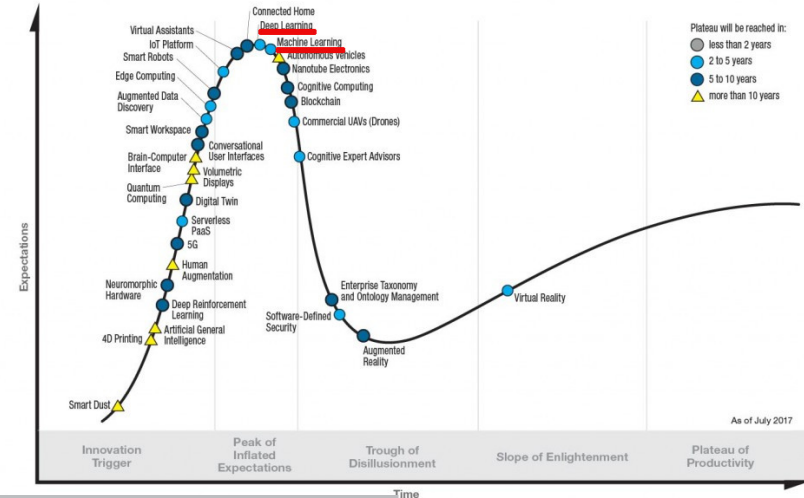 Connected Home
Deep Learning
Virtual Assistants
Machine Learning
IoT Platform
Autonomous Vehicles
Smart Robots
Nanotube Electronics
Edge Computing
Cognitive Computing
Augmented Data
Discovery
Blockchain
Commercial UAVs (Drones)
Smart Workspace
Conversational
User Interfaces
Cognitive Expert Advisors
Brain-Computer
Interface
Volumetric
Displays
Quantum
Computing
Digital Twin
Serverless
PaaS
5G
Human
Augmentation
Neuromorphic
Hardware
Deep Reinforcement
Learning
Artificial General
Intelligence
4D Printing
Smart Dust
Enterprise Taxonomy
and Ontology Management
Software-Defined
Security
Augmented
Reality
Virtual Reality
Plateau will be reached in:
less than 2 years
2 to 5 years
5 to 10 years
more than 10 years
As of July 2017
Expectations
Innovation
Trigger
Peak of
Inflated
Expectations
Trough of
Disillusionment
Slope of Enlightenment
Plateau of
Productivity
Time